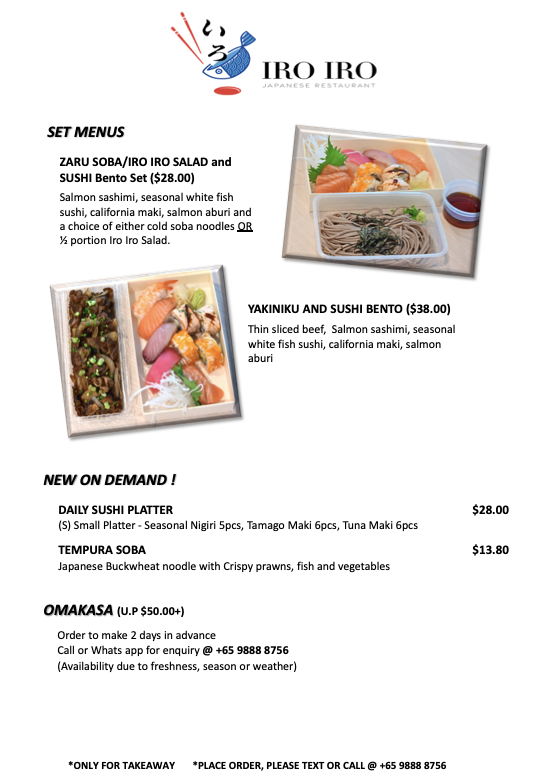 いろ
IRO IRO
JAPANESE RESTAURANT
SET MENUS
ZARU SOBA/IRO IRO SALAD and
SUSHI Bento Set ($28.00)
Salmon sashimi, seasonal white fish
sushi, california maki, salmon aburi and
a choice of either cold soba noodles OR
½ portion Iro Iro Salad.
YAKINIKU AND SUSHI BENTO ($38.00)
Thin sliced beef,  Salmon sashimi, seasonal
white fish sushi, california maki, salmon
aburi
NEW ON DEMAND !
DAILY SUSHI PLATTER $28.00
(S) Small Platter - Seasonal Nigiri 5pcs, Tamago Maki 6pcs, Tuna Maki 6pcs
TEMPURA SOBA $13.80
Japanese Buckwheat noodle with Crispy prawns, fish and vegetables
OMAKASA (U.P $50.00+)
Order to make 2 days in advance
Call or Whats app for enquiry @ +65 9888 8756
(Availability due to freshness, season or weather)
*ONLY FOR TAKEAWAY *PLACE ORDER, PLEASE TEXT OR CALL @ +65 9888 8756